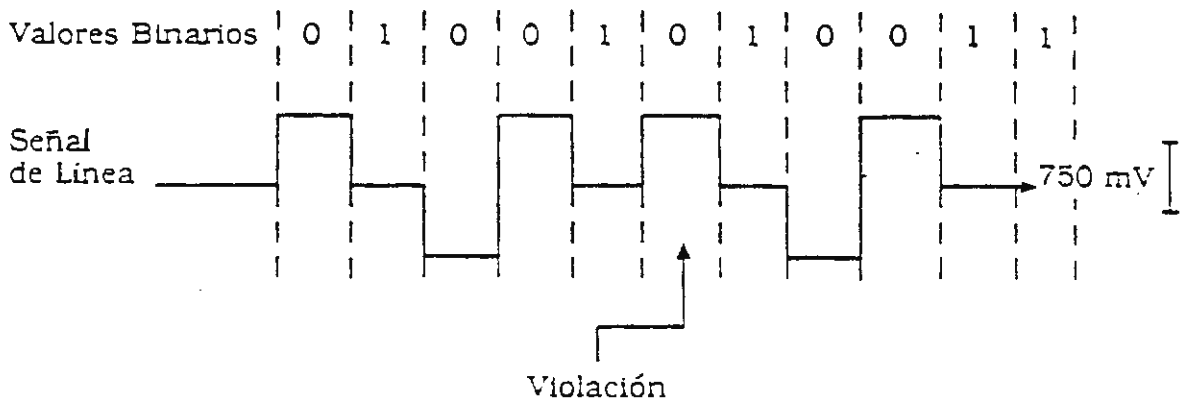 Valores Binarios 0 1 0 0 1 0 1 0 0 1 1
Señal
de Línea
750 mV
Violación